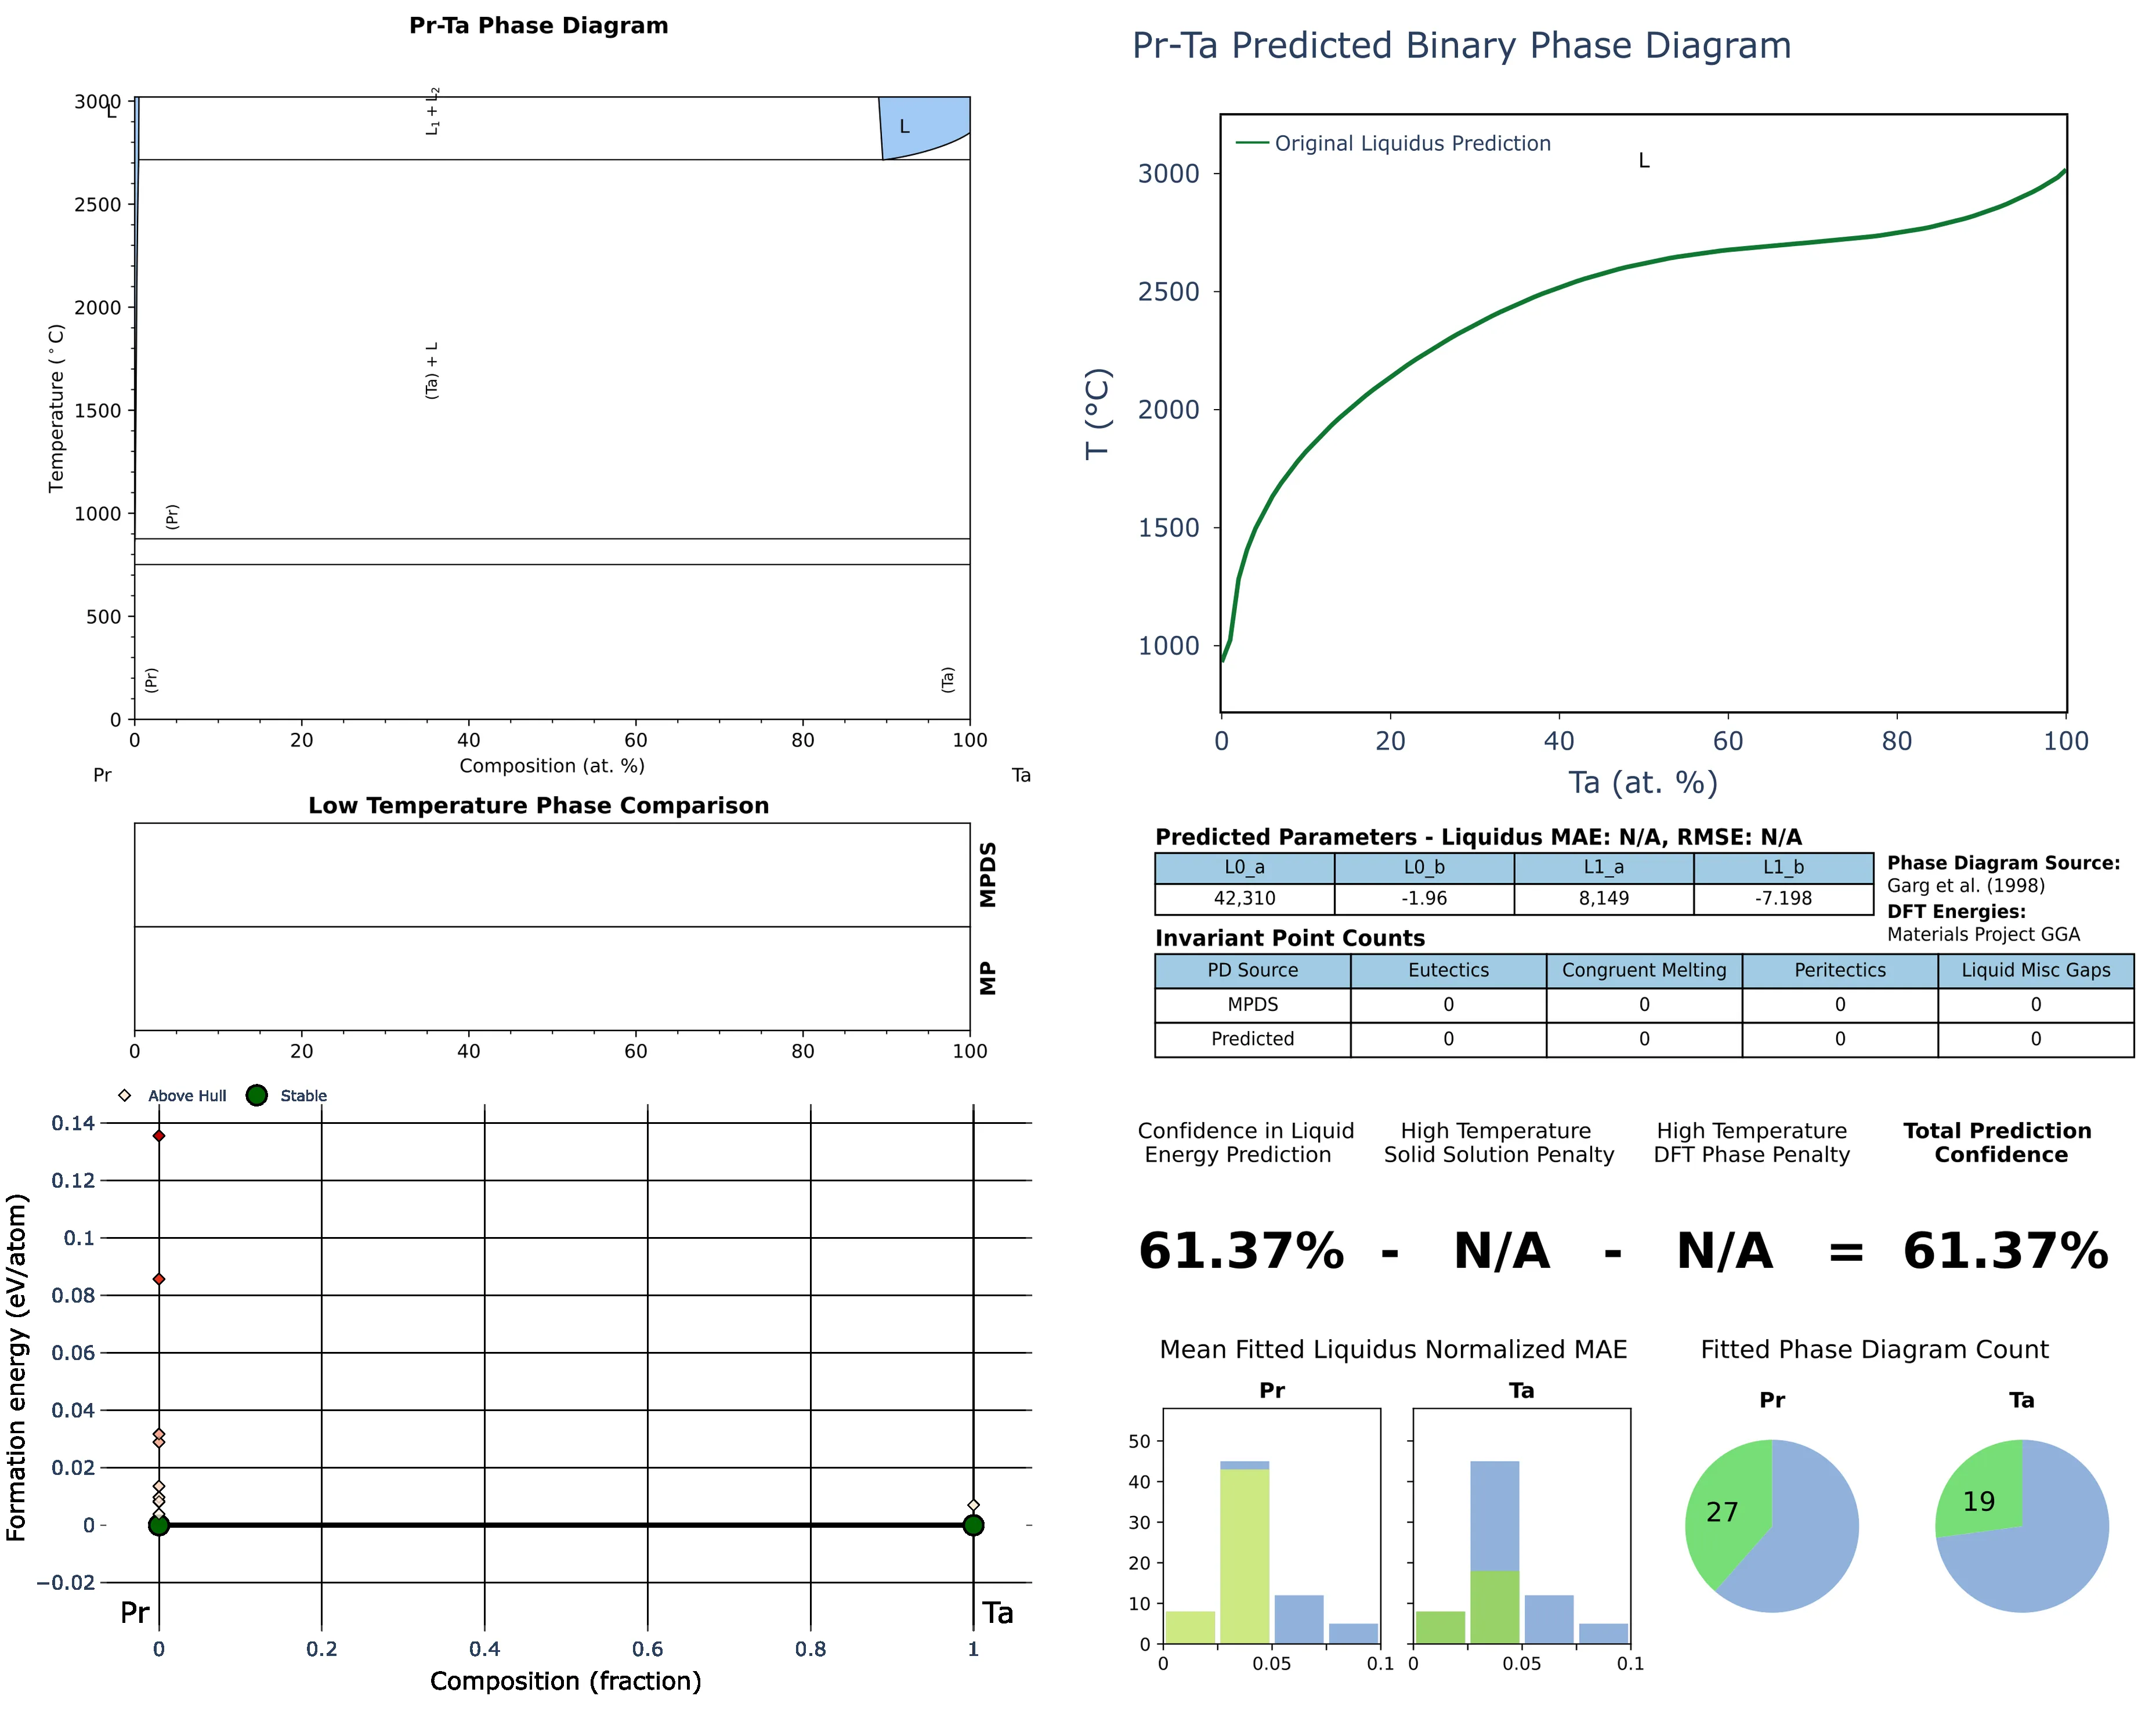 Pr-Ta Phase Diagram
3000
2500
2000
1500
1000
500
0
Temperature (°C)
L
L1 + L2
L
(Ta) + L
(Pr)
(Pr)
(Ta)
0 20 40 60 80 100
Composition (at. %)
Pr Ta
Low Temperature Phase Comparison
MPDS
MP
0 20 40 60 80 100
Above Hull Stable
0.14
0.12
0.1
0.08
0.06
0.04
0.02
0
−0.02
Formation energy (eV/atom)
Pr Ta
0 0.2 0.4 0.6 0.8 1
Composition (fraction)
Pr-Ta Predicted Binary Phase Diagram
Original Liquidus Prediction
L
3000
2500
2000
1500
1000
T (°C)
0 20 40 60 80 100
Ta (at. %)
Predicted Parameters - Liquidus MAE: N/A, RMSE: N/A
L0_a L0_b L1_a L1_b
42,310 -1.96 8,149 -7.198
Phase Diagram Source:
Garg et al. (1998)
DFT Energies:
Materials Project GGA
Invariant Point Counts
PD Source Eutectics Congruent Melting Peritectics Liquid Misc Gaps
MPDS 0 0 0 0
Predicted 0 0 0 0
Confidence in Liquid
Energy Prediction
High Temperature
Solid Solution Penalty
High Temperature
DFT Phase Penalty
Total Prediction
Confidence
61.37% - N/A - N/A = 61.37%
Mean Fitted Liquidus Normalized MAE
Pr Ta
50
40
30
20
10
0
0 0.05 0.1 0 0.05 0.1
Fitted Phase Diagram Count
Pr Ta
27 19